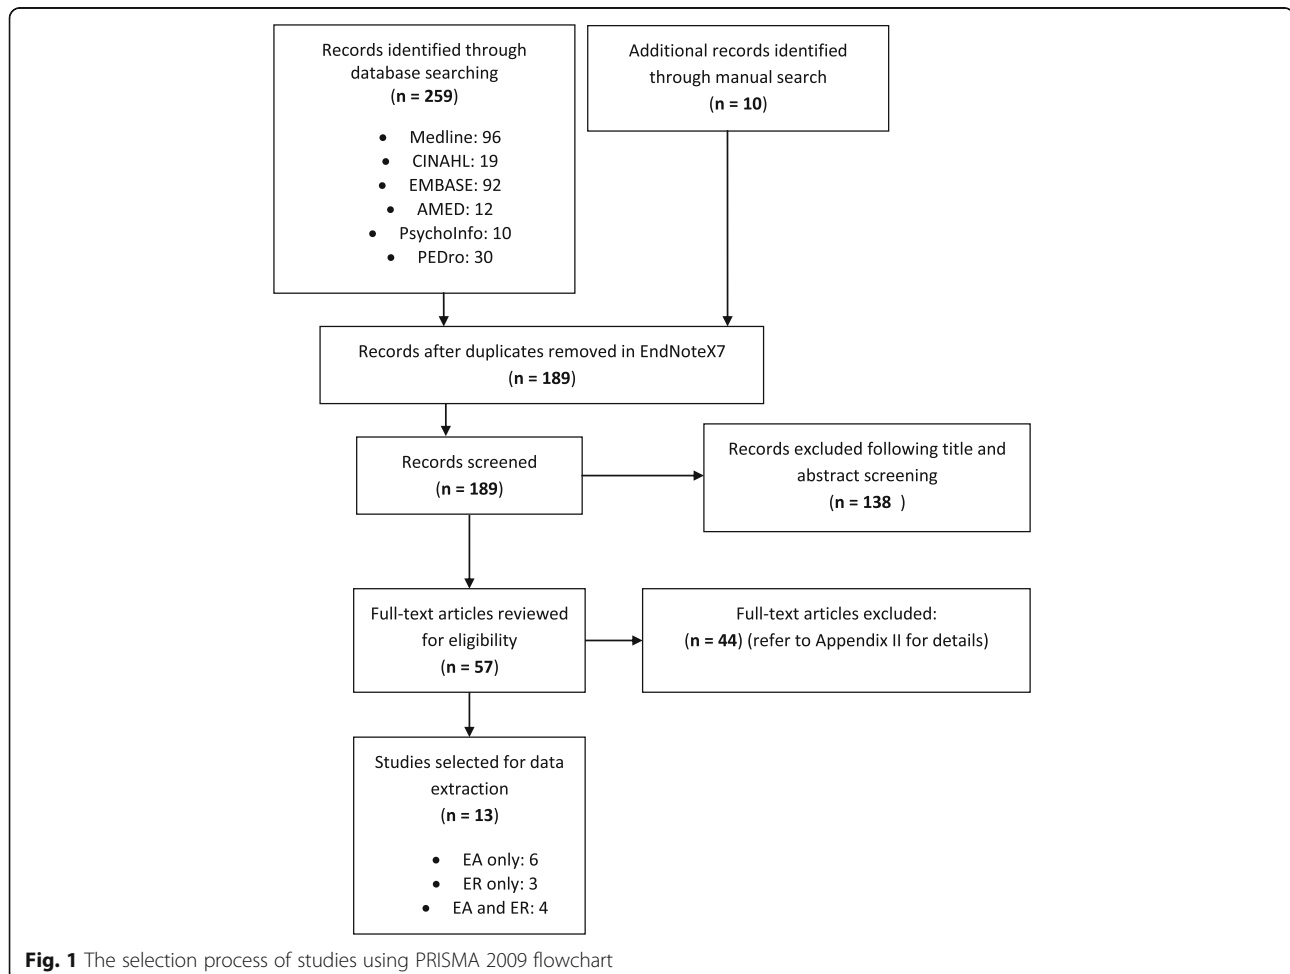 Records identified through
database searching
(n = 259)
• Medline: 96
• CINAHL: 19
• EMBASE: 92
• AMED: 12
• PsychoInfo: 10
• PEDro: 30
Additional records identified
through manual search
(n = 10)
Records after duplicates removed in EndNoteX7
(n = 189)
Records screened
(n = 189)
Records excluded following title and
abstract screening
(n = 138 )
Full-text articles reviewed
for eligibility
(n = 57)
Full-text articles excluded:
(n = 44) (refer to Appendix II for details)
Studies selected for data
extraction
(n = 13)
• EA only: 6
• ER only: 3
• EA and ER: 4
Fig. 1 The selection process of studies using PRISMA 2009 flowchart